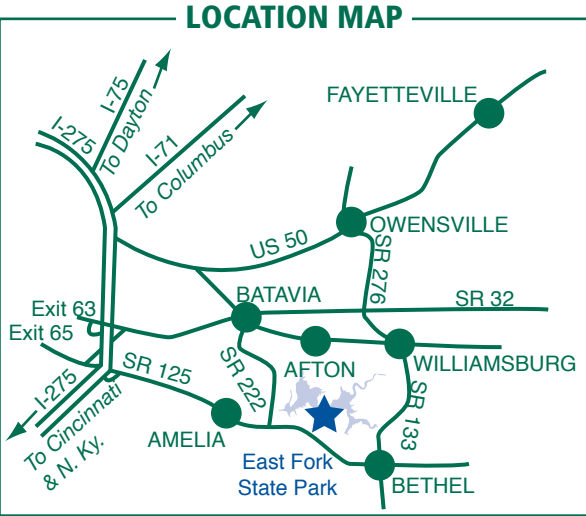 LOCATION MAP
I-75
To Dayton
I-275
I-71
To Columbus
FAYETTEVILLE
OWENSVILLE
US 50
SR 276
BATAVIA
SR 32
Exit 63
Exit 65
SR 125
SR 222
AFTON
WILLIAMSBURG
I-275
To Cincinnati
& N. Ky.
AMELIA
SR 133
East Fork
State Park
BETHEL